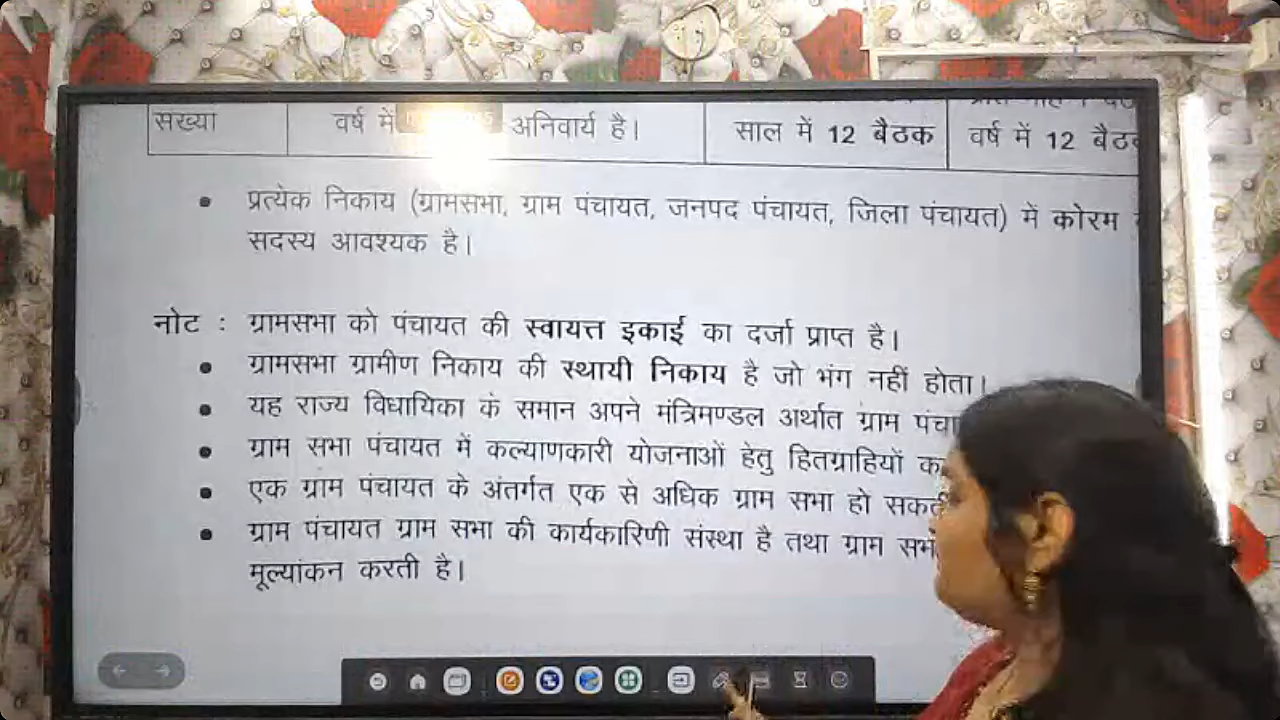 संख्या वर्ष में अनिवार्य है। साल में 12 बैठक वर्ष में 12 बैठक
• प्रत्येक निकाय (ग्रामसभा, ग्राम पंचायत, जनपद पंचायत, जिला पंचायत) में कोरम
सदस्य आवश्यक है।
नोट : ग्रामसभा को पंचायत की स्वायत्त इकाई का दर्जा प्राप्त है।
• ग्रामसभा ग्रामीण निकाय की स्थायी निकाय है जो भंग नहीं होता।
• यह राज्य विधायिका के समान अपने मंत्रिमण्डल अर्थात ग्राम
• ग्राम सभा पंचायत में कल्याणकारी योजनाओं हेतु हितग्राहियों
• एक ग्राम पंचायत के अंतर्गत एक से अधिक ग्राम सभा हो
• ग्राम पंचायत ग्राम सभा की कार्यकारिणी संस्था है तथा ग्राम
मूल्यांकन करती है।